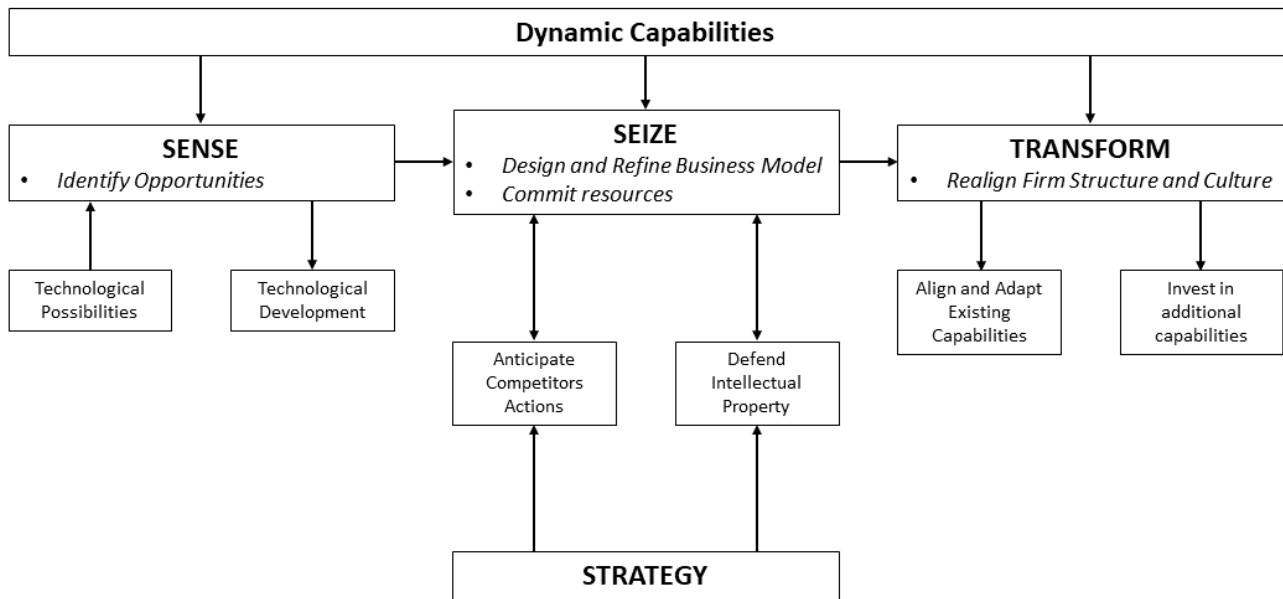 Dynamic Capabilities
SENSE
• Identify Opportunities
SEIZE
• Design and Refine Business Model
• Commit resources
TRANSFORM
• Realign Firm Structure and Culture
Technological
Possibilities
Technological
Development
Align and Adapt
Existing
Capabilities
Invest in
additional
capabilities
Anticipate
Competitors
Actions
Defend
Intellectual
Property
STRATEGY